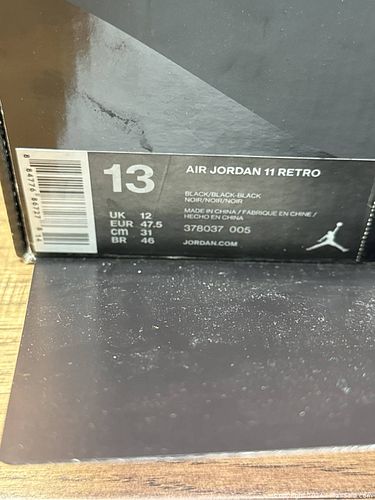 13
AIR JORDAN 11 RETRO
BLACK/BLACK-BLACK
NOIR/NOIR/NOIR
MADE IN CHINA / FABRIQUE EN CHINE /
HECHO EN CHINA
378037 005
JORDAN.COM
UK 12
EUR 47.5
cm 31
BR 46